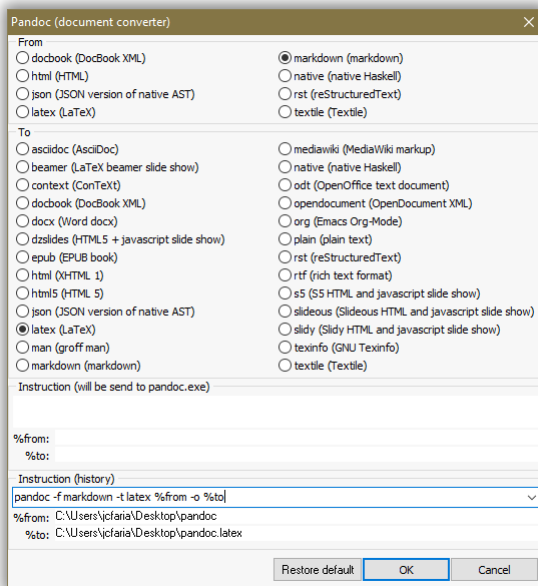 Pandoc (document converter)
From
docbook (DocBook XML)
html (HTML)
json (JSON version of native AST)
latex (LaTeX)
markdown (markdown)
native (native Haskell)
rst (reStructuredText)
textile (Textile)
To
asciidoc (AsciiDoc)
beamer (LaTeX beamer slide show)
context (ConTeXt)
docbook (DocBook XML)
docx (Word docx)
dzslides (HTML5 + javascript slide show)
epub (EPUB book)
html (XHTML 1)
html5 (HTML 5)
json (JSON version of native AST)
latex (LaTeX)
man (groff man)
markdown (markdown)
mediawiki (MediaWiki markup)
native (native Haskell)
odt (OpenOffice text document)
opendocument (OpenDocument XML)
org (Emacs Org-Mode)
plain (plain text)
rst (reStructuredText)
rtf (rich text format)
s5 (S5 HTML and javascript slide show)
slideous (Slideous HTML and javascript slide show)
slidy (Slidy HTML and javascript slide show)
texinfo (GNU Texinfo)
textile (Textile)
Instruction (will be send to pandoc.exe)
%from:
%to:
Instruction (history)
pandoc -f markdown -t latex %from -o %to
%from: C:\Users\jcfaria\Desktop\pandoc
%to: C:\Users\jcfaria\Desktop\pandoc.latex
Restore default OK Cancel